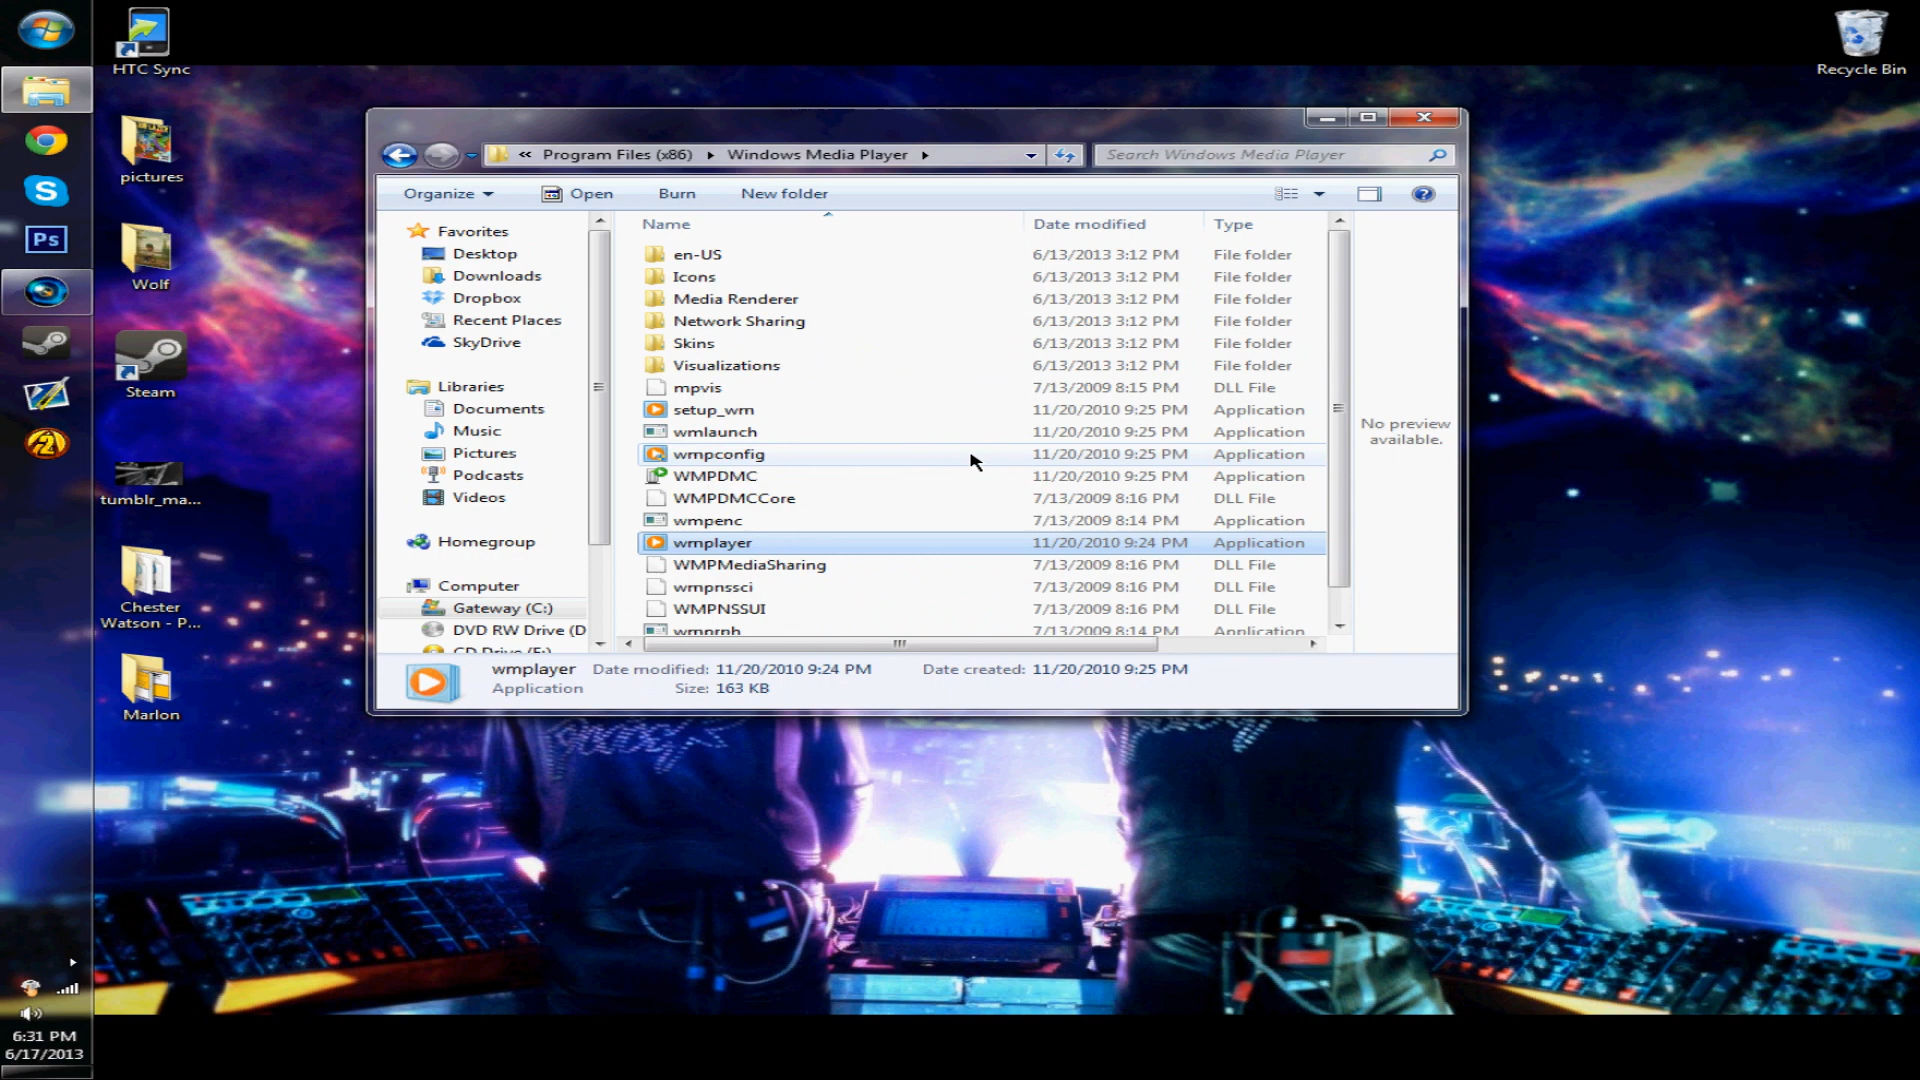 HTC Sync
Recycle Bin
pictures
Wolf
Steam
tumblr_ma...
Chester
Watson - P...
Marlon
Ps
« Program Files (x86) Windows Media Player
Search Windows Media Player
Organize Open Burn New folder
Favorites
Desktop
Downloads
Dropbox
Recent Places
SkyDrive
Libraries
Documents
Music
Pictures
Podcasts
Videos
Homegroup
Computer
Gateway (C:)
DVD RW Drive (D
CD Drive (F:)
Name Date modified Type
en-US 6/13/2013 3:12 PM File folder
Icons 6/13/2013 3:12 PM File folder
Media Renderer 6/13/2013 3:12 PM File folder
Network Sharing 6/13/2013 3:12 PM File folder
Skins 6/13/2013 3:12 PM File folder
Visualizations 6/13/2013 3:12 PM File folder
mpvis 7/13/2009 8:15 PM DLL File
setup_wm 11/20/2010 9:25 PM Application
wmlaunch 11/20/2010 9:25 PM Application
wmpconfig 11/20/2010 9:25 PM Application
WMPDMC 11/20/2010 9:25 PM Application
WMPDMCCore 7/13/2009 8:16 PM DLL File
wmpenc 7/13/2009 8:14 PM Application
wmplayer 11/20/2010 9:24 PM Application
WMPMediaSharing 7/13/2009 8:16 PM DLL File
wmpnssci 7/13/2009 8:16 PM DLL File
WMPNSSUI 7/13/2009 8:16 PM DLL File
wmprph 7/13/2009 8:14 PM Application
No preview
available.
wmplayer Date modified: 11/20/2010 9:24 PM Date created: 11/20/2010 9:25 PM
Application Size: 163 KB
6:31 PM
6/17/2013